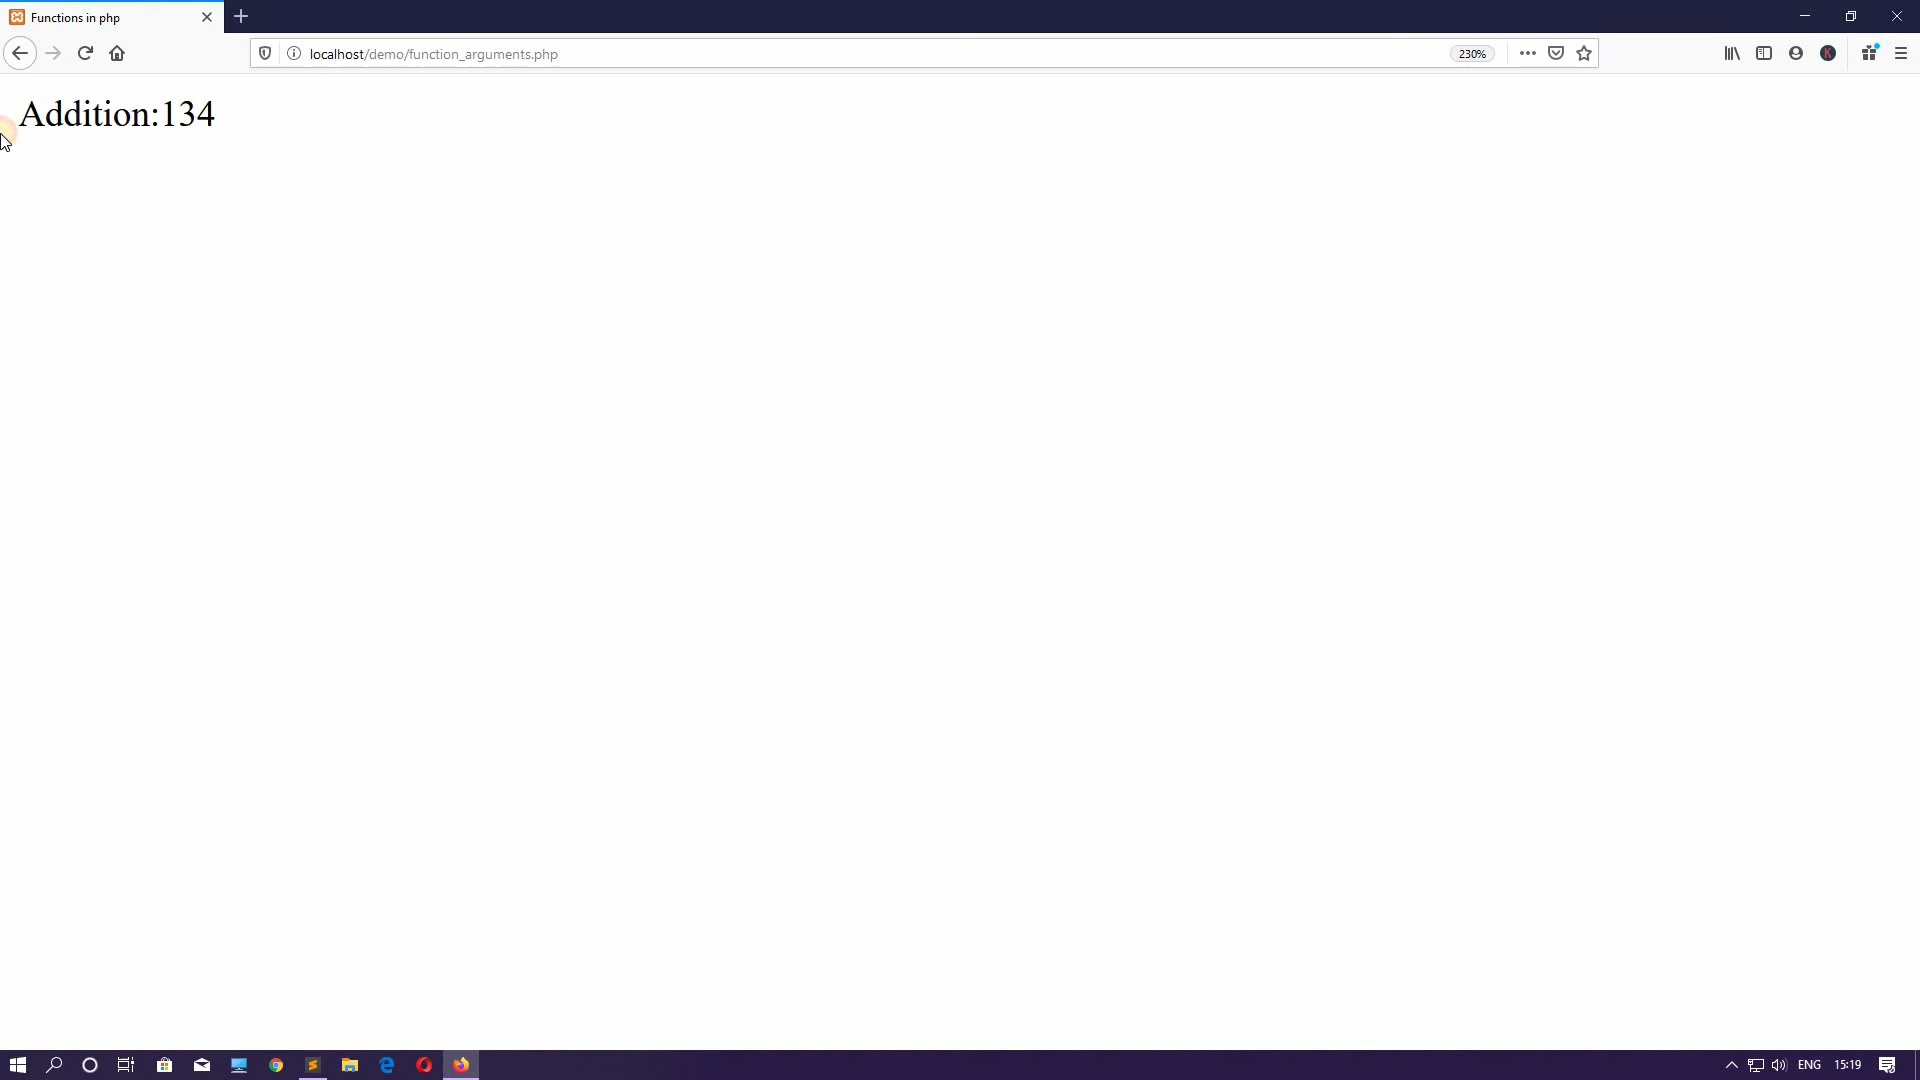 Functions in php
localhost/demo/function_arguments.php
230%
K
Addition:134
ENG
15:19